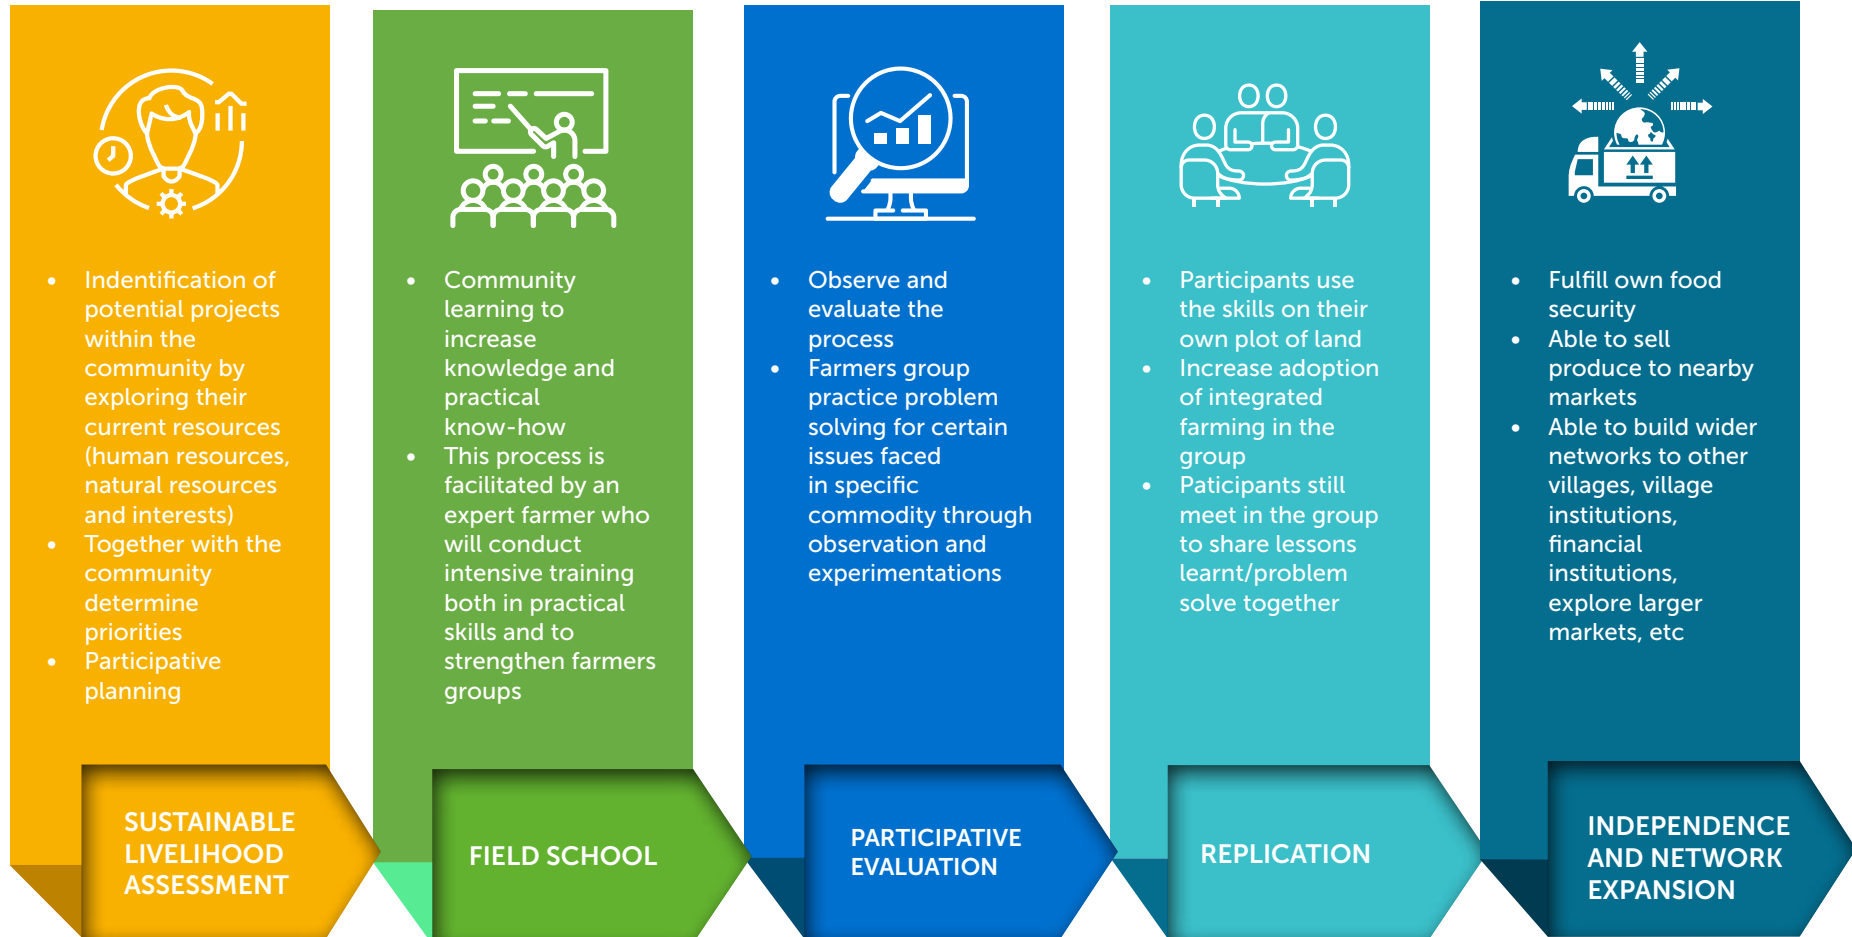 • Indentification of
potential projects
within the
community by
exploring their
current resources
(human resources,
natural resources
and interests)
• Together with the
community
determine
priorities
• Participative
planning
SUSTAINABLE
LIVELIHOOD
ASSESSMENT
• Community
learning to
increase
knowledge and
practical
know-how
• This process is
facilitated by an
expert farmer who
will conduct
intensive training
both in practical
skills and to
strengthen farmers
groups
FIELD SCHOOL
• Observe and
evaluate the
process
• Farmers group
practice problem
solving for certain
issues faced
in specific
commodity through
observation and
experimentations
PARTICIPATIVE
EVALUATION
• Participants use
the skills on their
own plot of land
• Increase adoption
of integrated
farming in the
group
• Paticipants still
meet in the group
to share lessons
learnt/problem
solve together
REPLICATION
• Fulfill own food
security
• Able to sell
produce to nearby
markets
• Able to build wider
networks to other
villages, village
institutions,
financial
institutions,
explore larger
markets, etc
INDEPENDENCE
AND NETWORK
EXPANSION